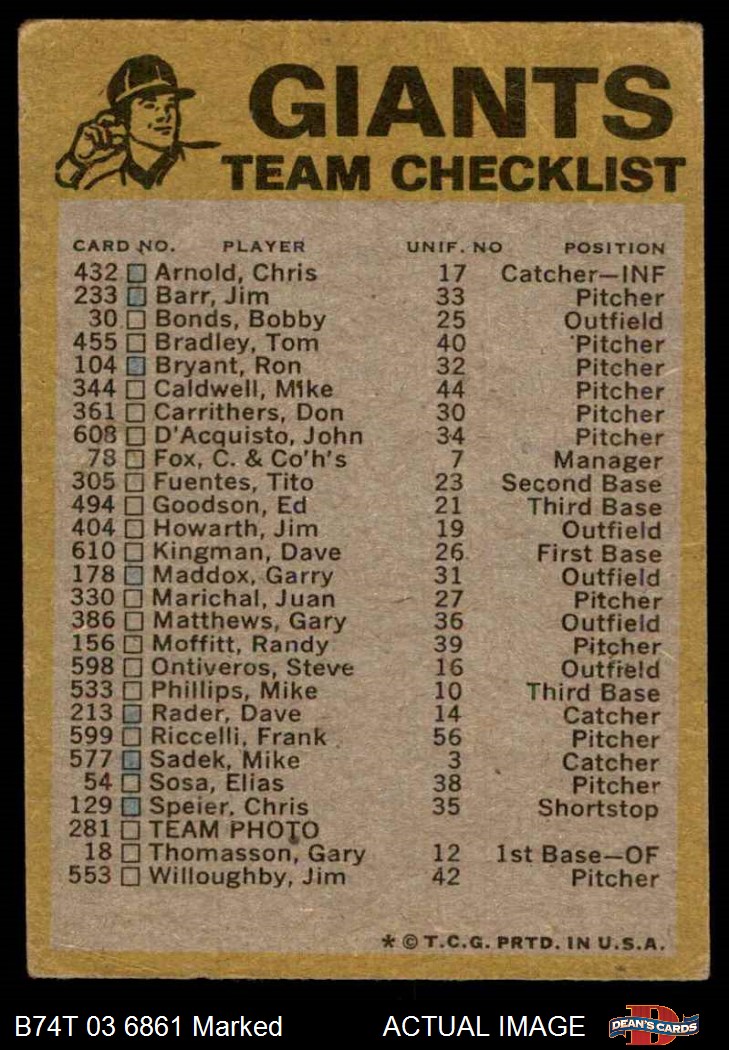 GIANTS
TEAM CHECKLIST
CARD NO. PLAYER UNIF. NO POSITION
432 Arnold, Chris 17 Catcher—INF
233 Barr, Jim 33 Pitcher
30 Bonds, Bobby 25 Outfield
455 Bradley, Tom 40 Pitcher
104 Bryant, Ron 32 Pitcher
344 Caldwell, Mike 44 Pitcher
361 Carrithers, Don 30 Pitcher
608 D'Acquisto, John 34 Pitcher
78 Fox, C. & Co'h's 7 Manager
305 Fuentes, Tito 23 Second Base
494 Goodson, Ed 21 Third Base
404 Howarth, Jim 19 Outfield
610 Kingman, Dave 26 First Base
178 Maddox, Garry 31 Outfield
330 Marichal, Juan 27 Pitcher
386 Matthews, Gary 36 Outfield
156 Moffitt, Randy 39 Pitcher
598 Ontiveros, Steve 16 Outfield
533 Phillips, Mike 10 Third Base
213 Rader, Dave 14 Catcher
599 Riccelli, Frank 56 Pitcher
577 Sadek, Mike 3 Catcher
54 Sosa, Elias 38 Pitcher
129 Speier, Chris 35 Shortstop
281 TEAM PHOTO
18 Thomasson, Gary 12 1st Base—OF
553 Willoughby, Jim 42 Pitcher
* © T.C.G. PRTD. IN U.S.A.
B74T 03 6861 Marked ACTUAL IMAGE DEAN'S CARDS